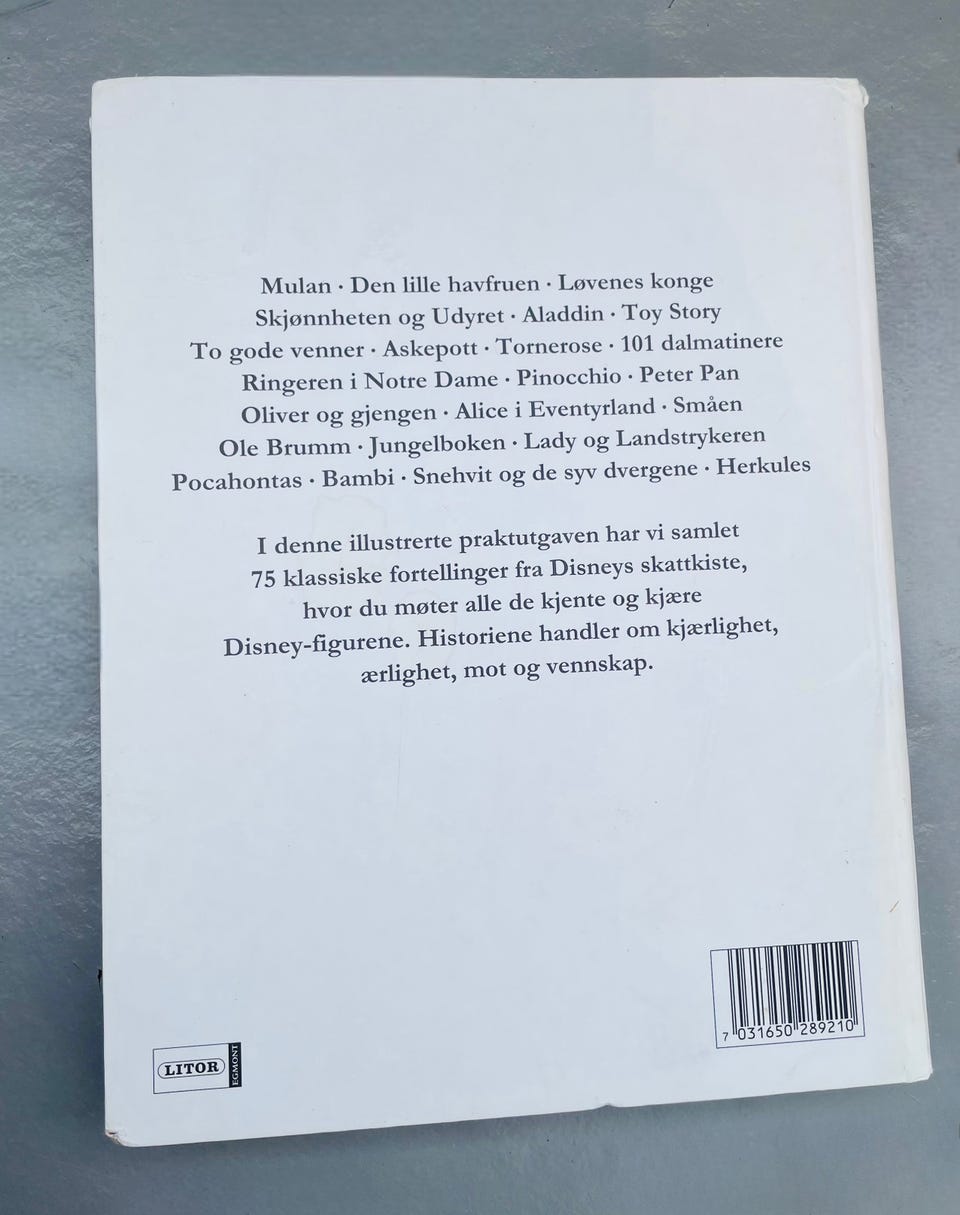 Mulan · Den lille havfruen · Løvenes konge
Skjønnheten og Udyret · Aladdin · Toy Story
To gode venner · Askepott · Tornerose · 101 dalmatinere
Ringeren i Notre Dame · Pinocchio · Peter Pan
Oliver og gjengen · Alice i Eventyrland · Småen
Ole Brumm · Jungelboken · Lady og Landstrykeren
Pocahontas · Bambi · Snehvit og de syv dvergene · Herkules
I denne illustrerte praktutgaven har vi samlet
75 klassiske fortellinger fra Disneys skattkiste,
hvor du møter alle de kjente og kjære
Disney-figurene. Historiene handler om kjærlighet,
ærlighet, mot og vennskap.
LITOR
EGMONT
7 031650 289210